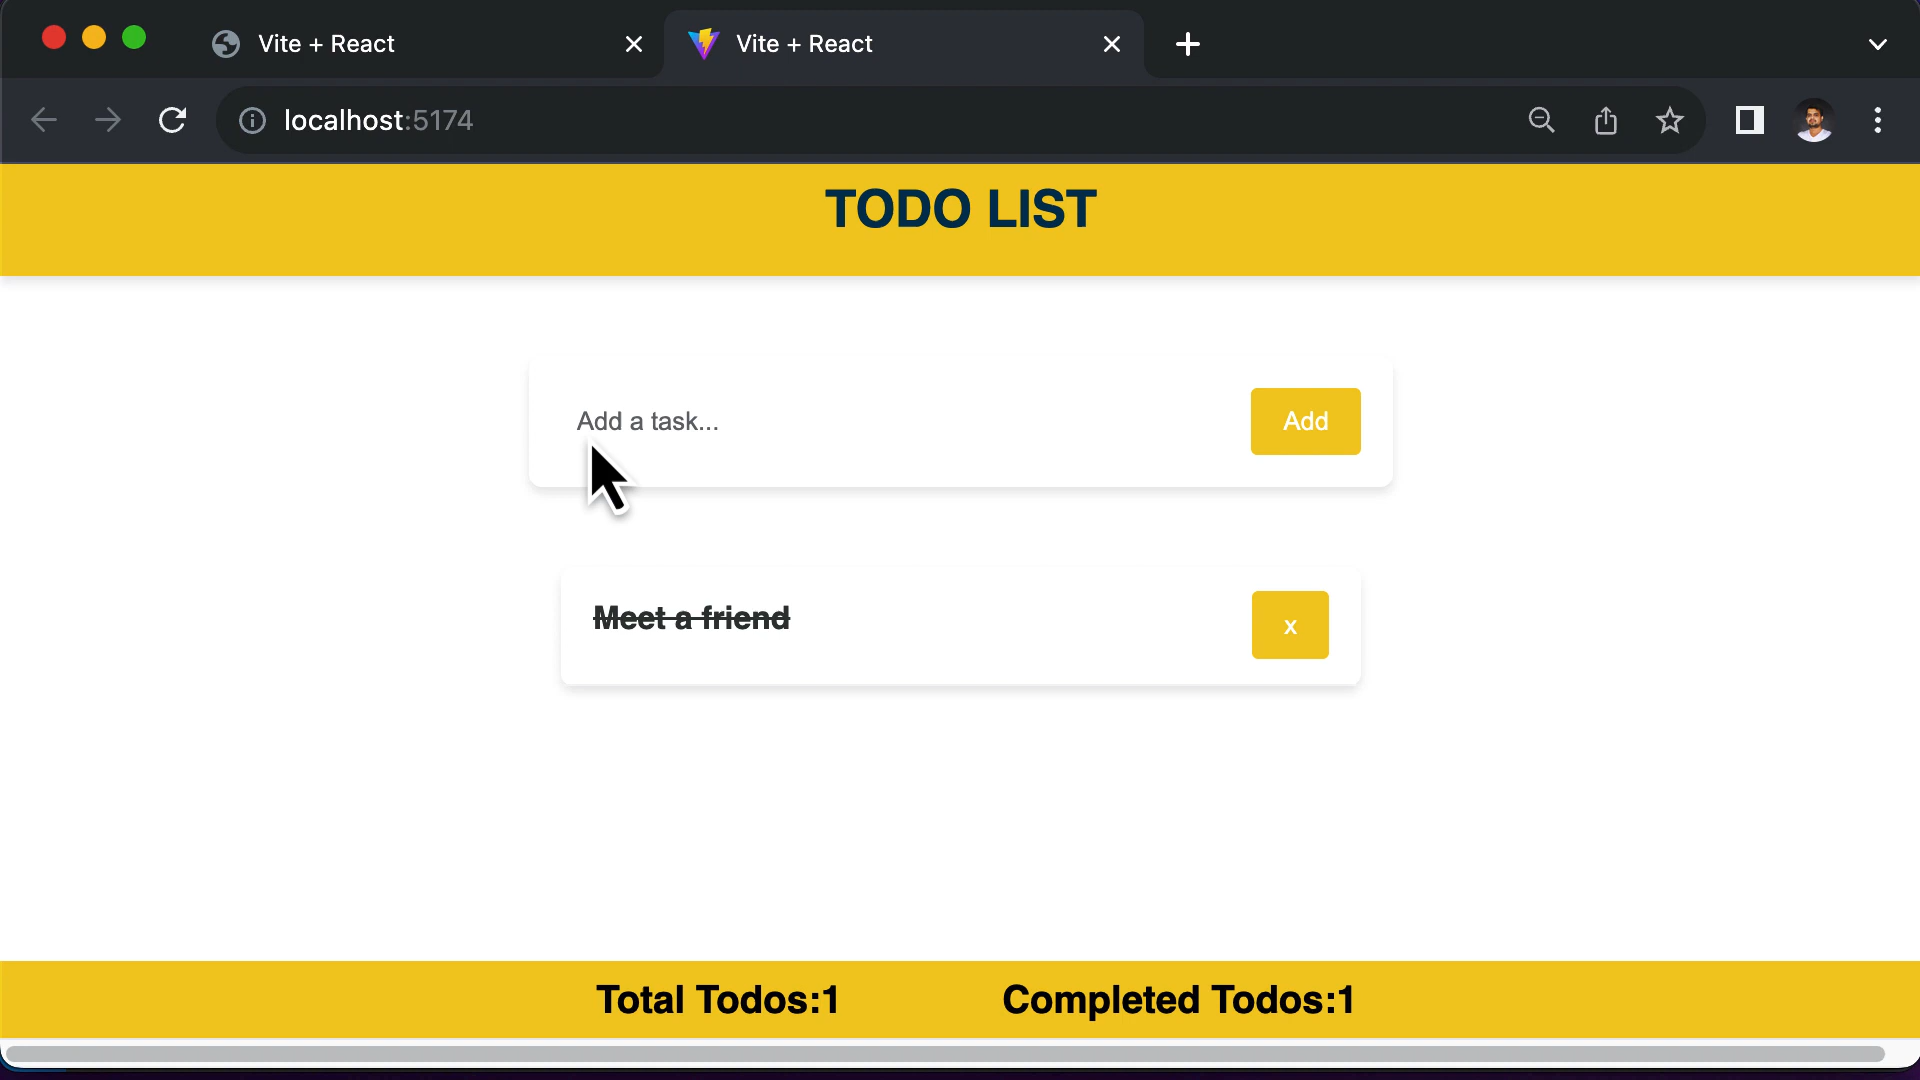 Vite + React
Vite + React
localhost:5174
TODO LIST
Add a task...
Add
Meet a friend
x
Total Todos:1
Completed Todos:1